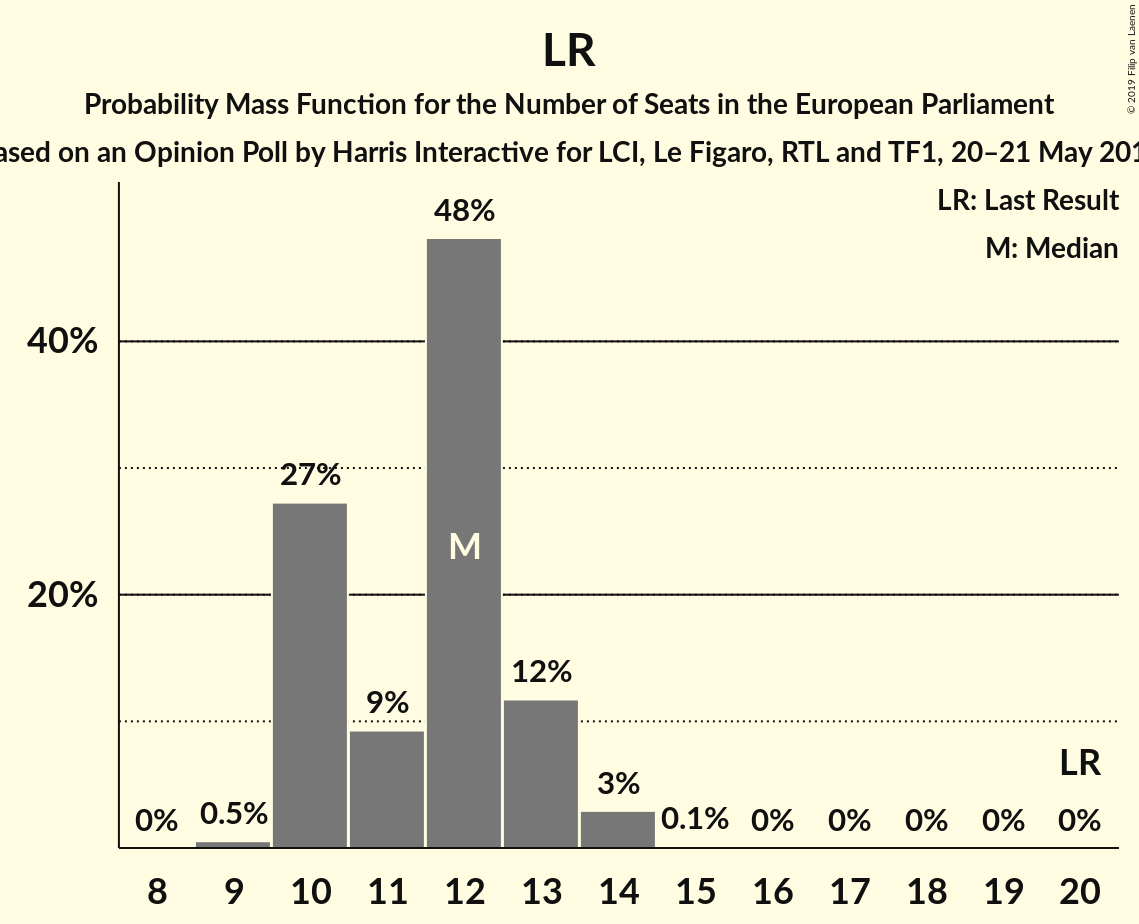 LR
Probability Mass Function for the Number of Seats in the European Parliament
ased on an Opinion Poll by Harris Interactive for LCI, Le Figaro, RTL and TF1, 20–21 May 201
© 2019 Filip van Laenen
LR: Last Result
M: Median
48%
40%
27%
M
20%
12%
9%
LR
3%
0% 0.5% 0.1% 0% 0% 0% 0% 0%
8 9 10 11 12 13 14 15 16 17 18 19 20